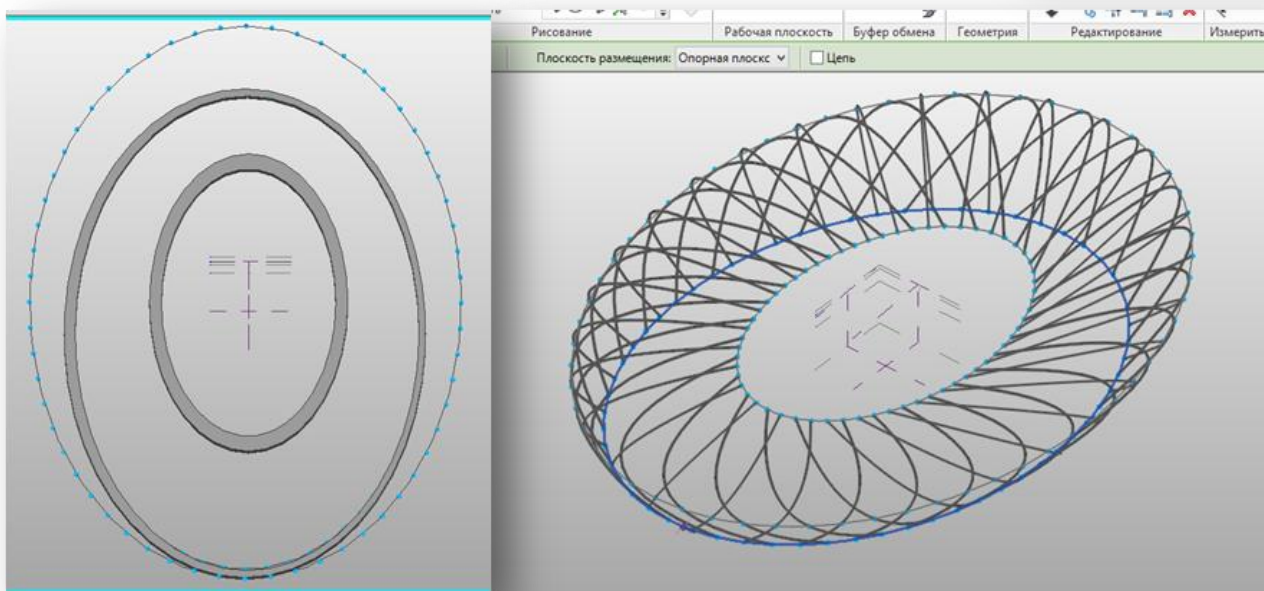 Рисование
Рабочая плоскость
Буфер обмена
Геометрия
Редактирование
Измерить
Плоскость размещения: Опорная плоскс
Цепь